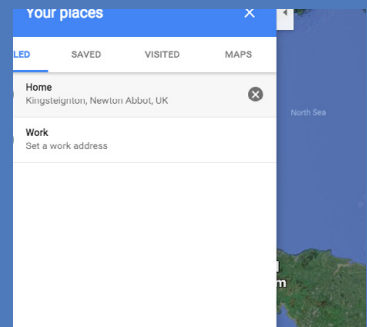 Your places
LED SAVED VISITED MAPS
Home
Kingsteignton, Newton Abbot, UK
North Sea
Work
Set a work address
m